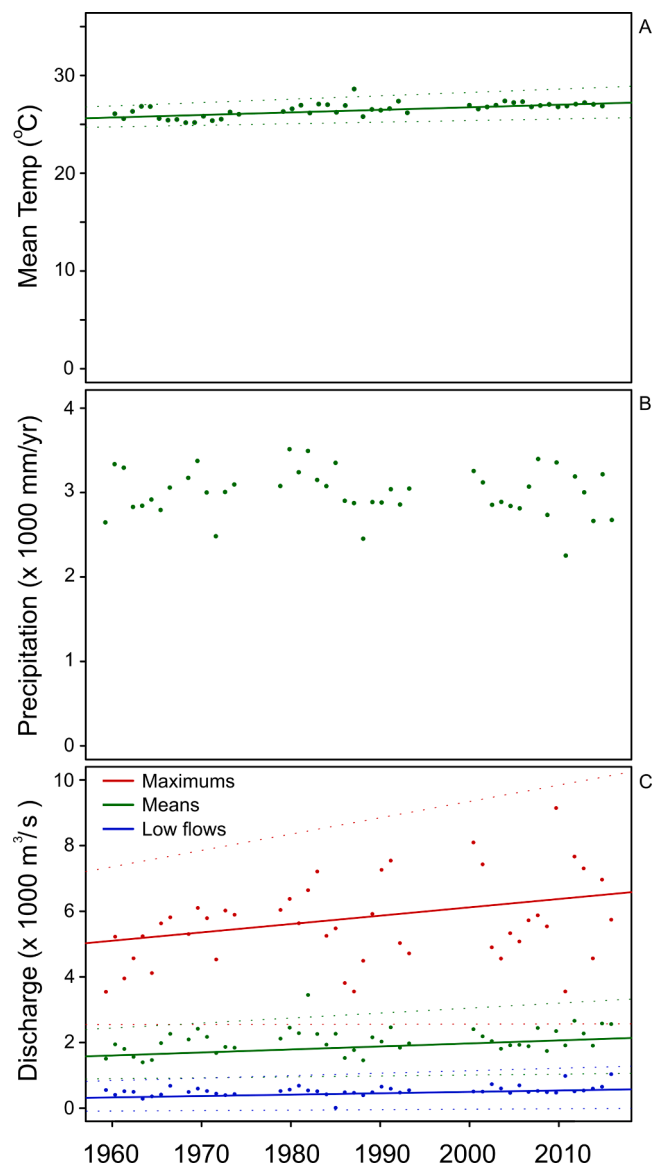 A
Mean Temp (°C)
30
20
10
0
B
Precipitation (x 1000 mm/yr)
4
3
2
1
0
C
Discharge (x 1000 m³/s)
10
8
6
4
2
0
Maximums
Means
Low flows
1960 1970 1980 1990 2000 2010